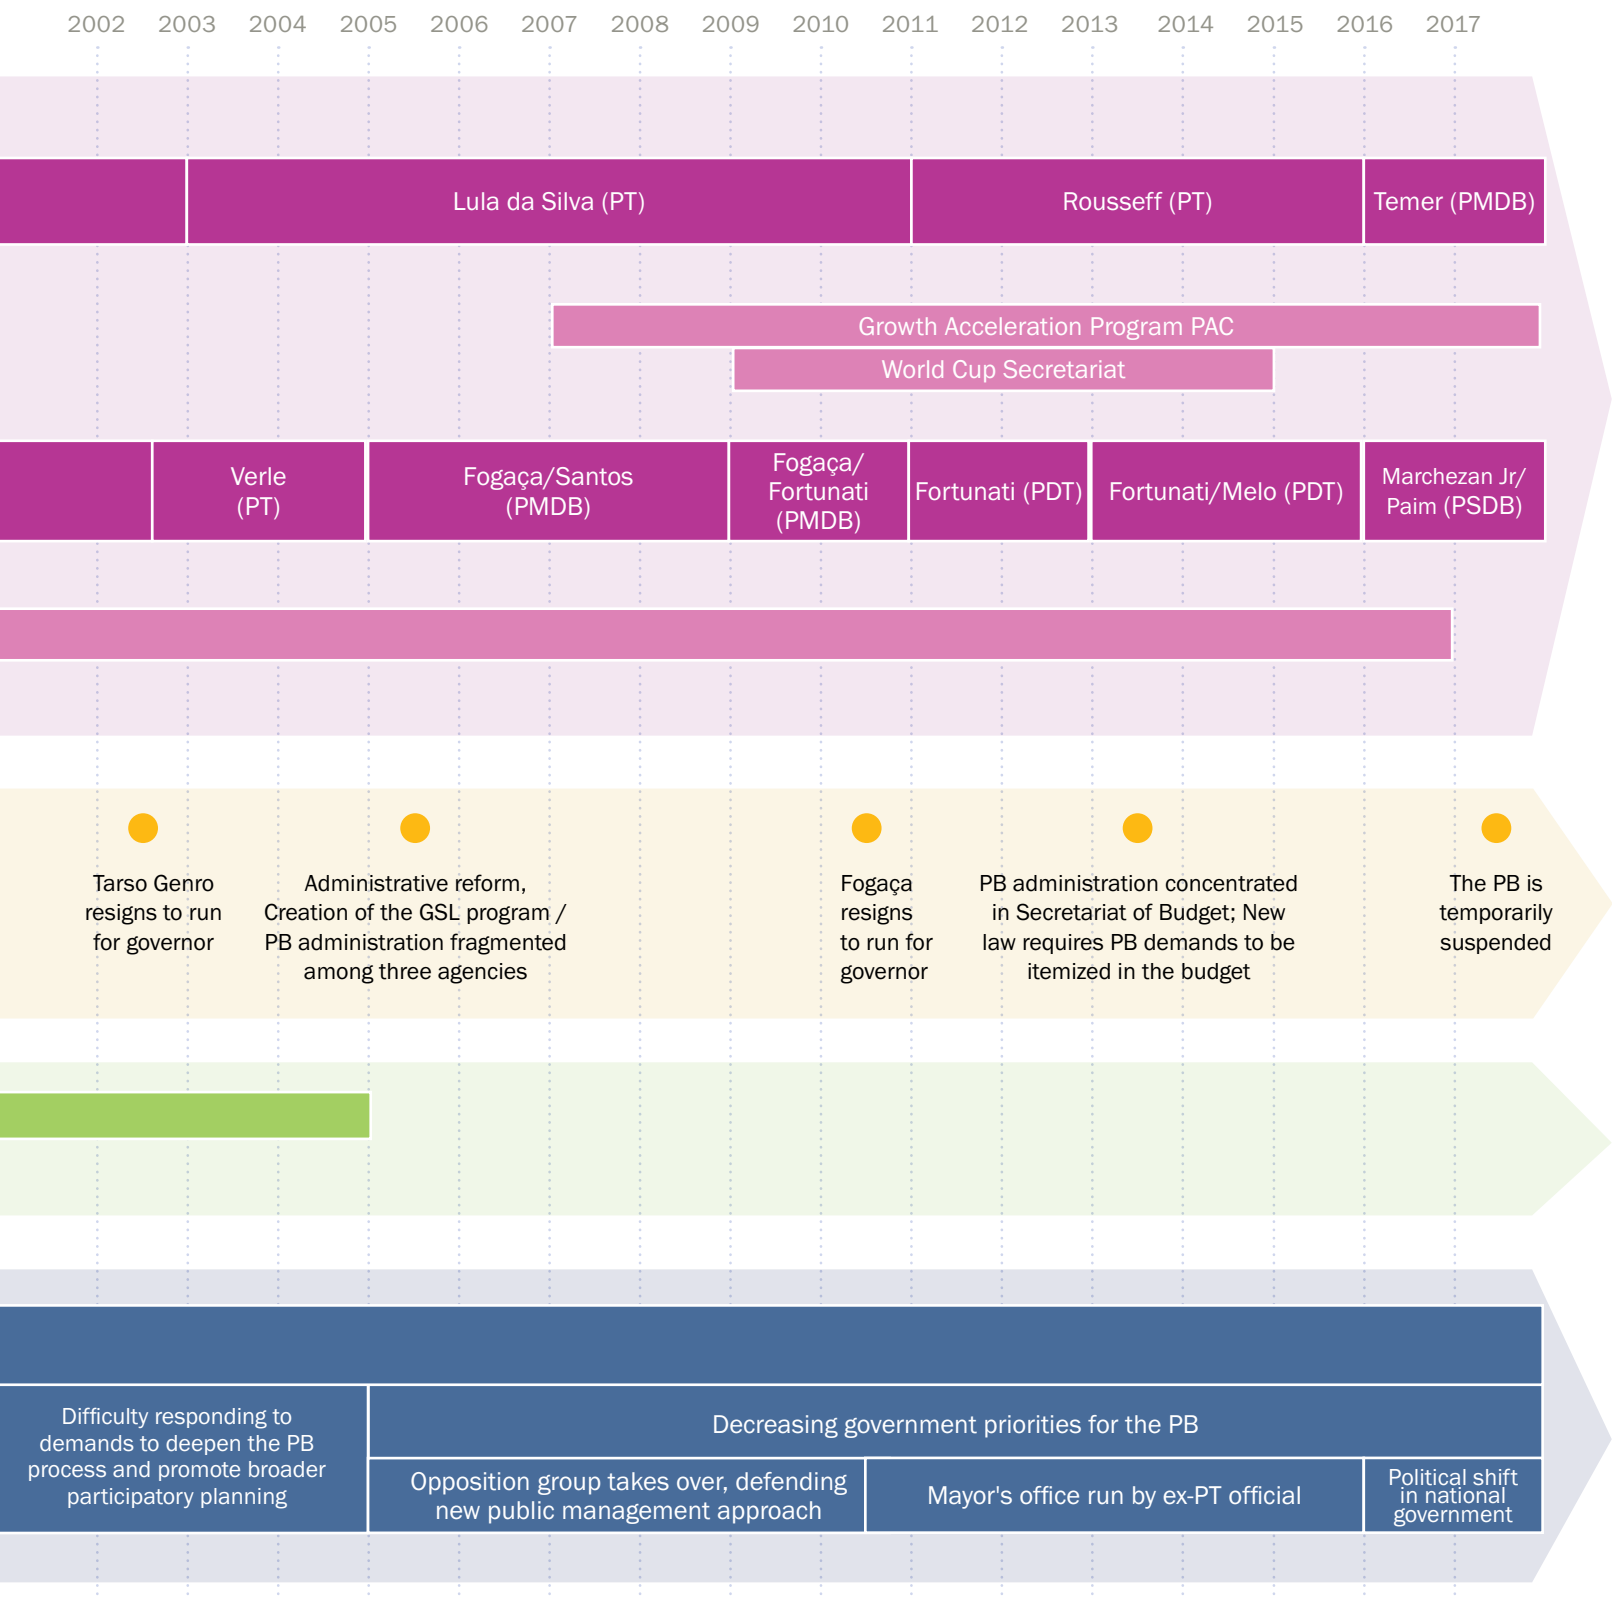 2002 2003 2004 2005 2006 2007 2008 2009 2010 2011 2012 2013 2014 2015 2016 2017
Lula da Silva (PT)
Rousseff (PT)
Temer (PMDB)
Growth Acceleration Program PAC
World Cup Secretariat
Verle
(PT)
Fogaça/Santos
(PMDB)
Fogaça/
Fortunati
(PMDB)
Fortunati (PDT)
Fortunati/Melo (PDT)
Marchezan Jr/
Paim (PSDB)
Tarso Genro
resigns to run
for governor
Administrative reform,
Creation of the GSL program /
PB administration fragmented
among three agencies
Fogaça
resigns
to run for
governor
PB administration concentrated
in Secretariat of Budget; New
law requires PB demands to be
itemized in the budget
The PB is
temporarily
suspended
Difficulty responding to
demands to deepen the PB
process and promote broader
participatory planning
Decreasing government priorities for the PB
Opposition group takes over, defending
new public management approach
Mayor's office run by ex-PT official
Political shift
in national
government